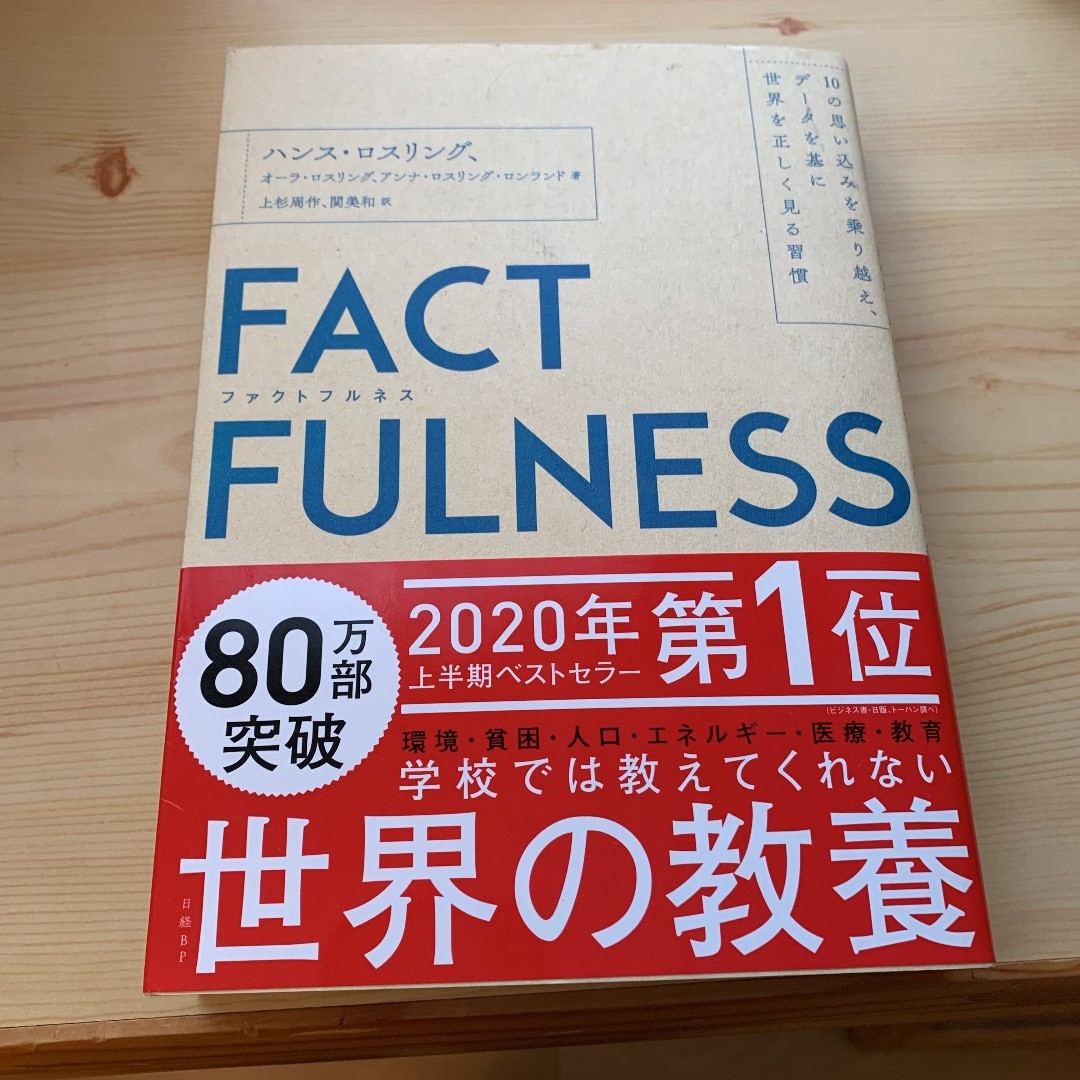 10の思い込みを乗り越え、
データを基に
世界を正しく見る習慣
ハンス・ロスリング、
オーラ・ロスリング、アンナ・ロスリング・ロンランド 著
上杉周作、関美和 訳
FACT
ファクトフルネス
FULNESS
80万部
突破
2020年
上半期ベストセラー
第1位
(ビジネス書・日販、トーハン調べ)
環境・貧困・人口・エネルギー・医療・教育
学校では教えてくれない
世界の教養
日経BP